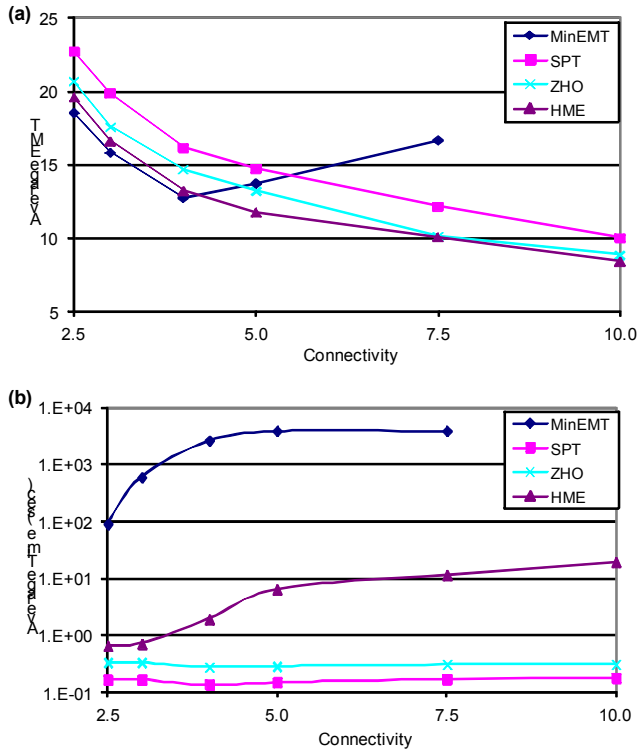 (a)
25
20
15
10
5
Average EMT
MinEMT
SPT
ZHO
HME
2.5
5.0
7.5
10.0
Connectivity
(b)
1.E+04
1.E+03
1.E+02
1.E+01
1.E+00
1.E-01
MinEMT
SPT
ZHO
HME
2.5
5.0
7.5
10.0
Connectivity